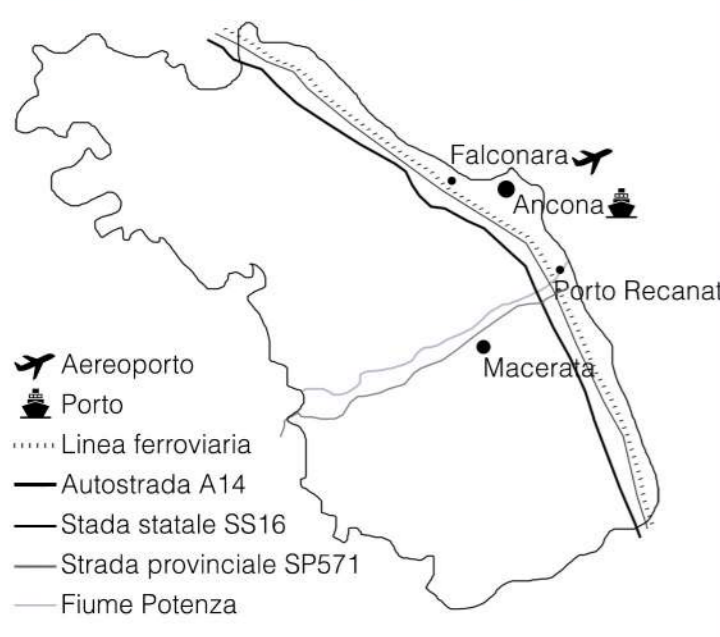 Falconara
Ancona
Porto Recanat
Macerata
Aereoporto
Porto
Linea ferroviaria
Autostrada A14
Stada statale SS16
Strada provinciale SP571
Fiume Potenza